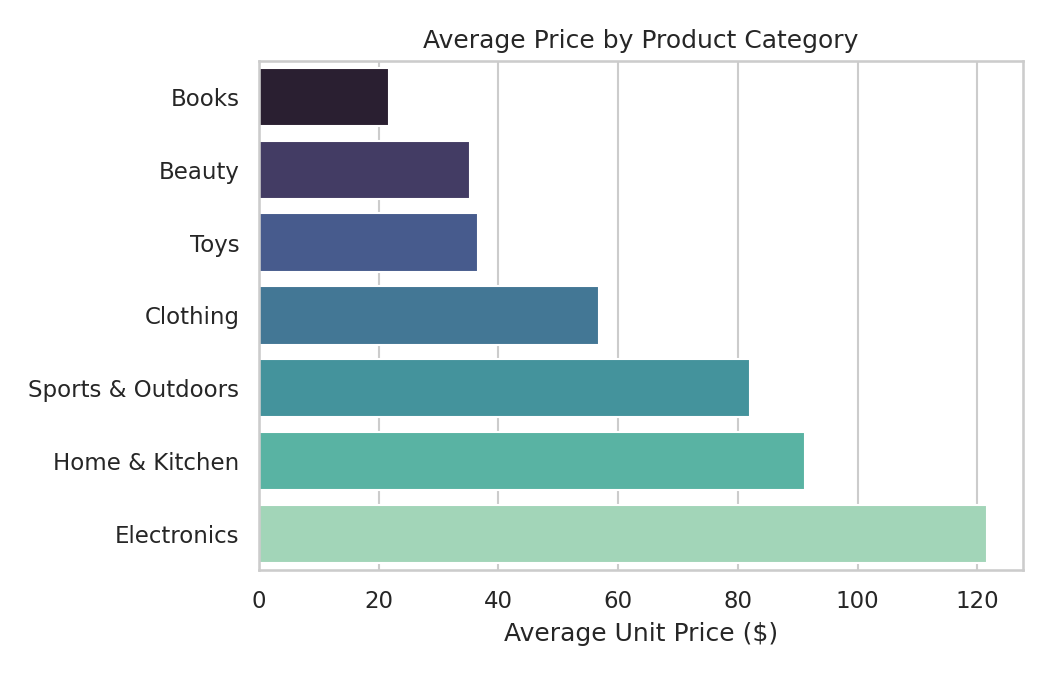 Average Price by Product Category
Books
Beauty
Toys
Clothing
Sports & Outdoors
Home & Kitchen
Electronics
0 20 40 60 80 100 120
Average Unit Price ($)